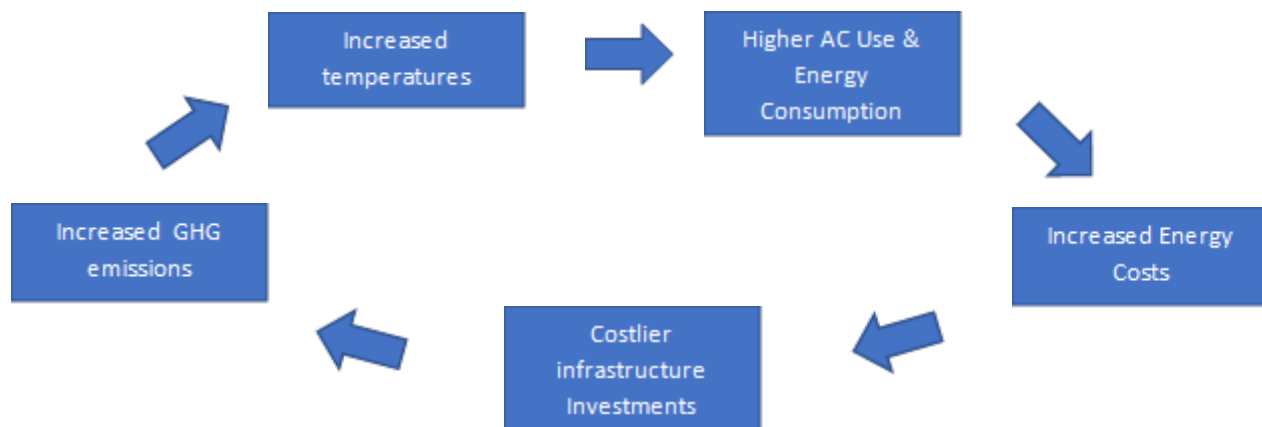 Increased
temperatures
Higher AC Use &
Energy
Consumption
Increased Energy
Costs
Costlier
infrastructure
Investments
Increased GHG
emissions